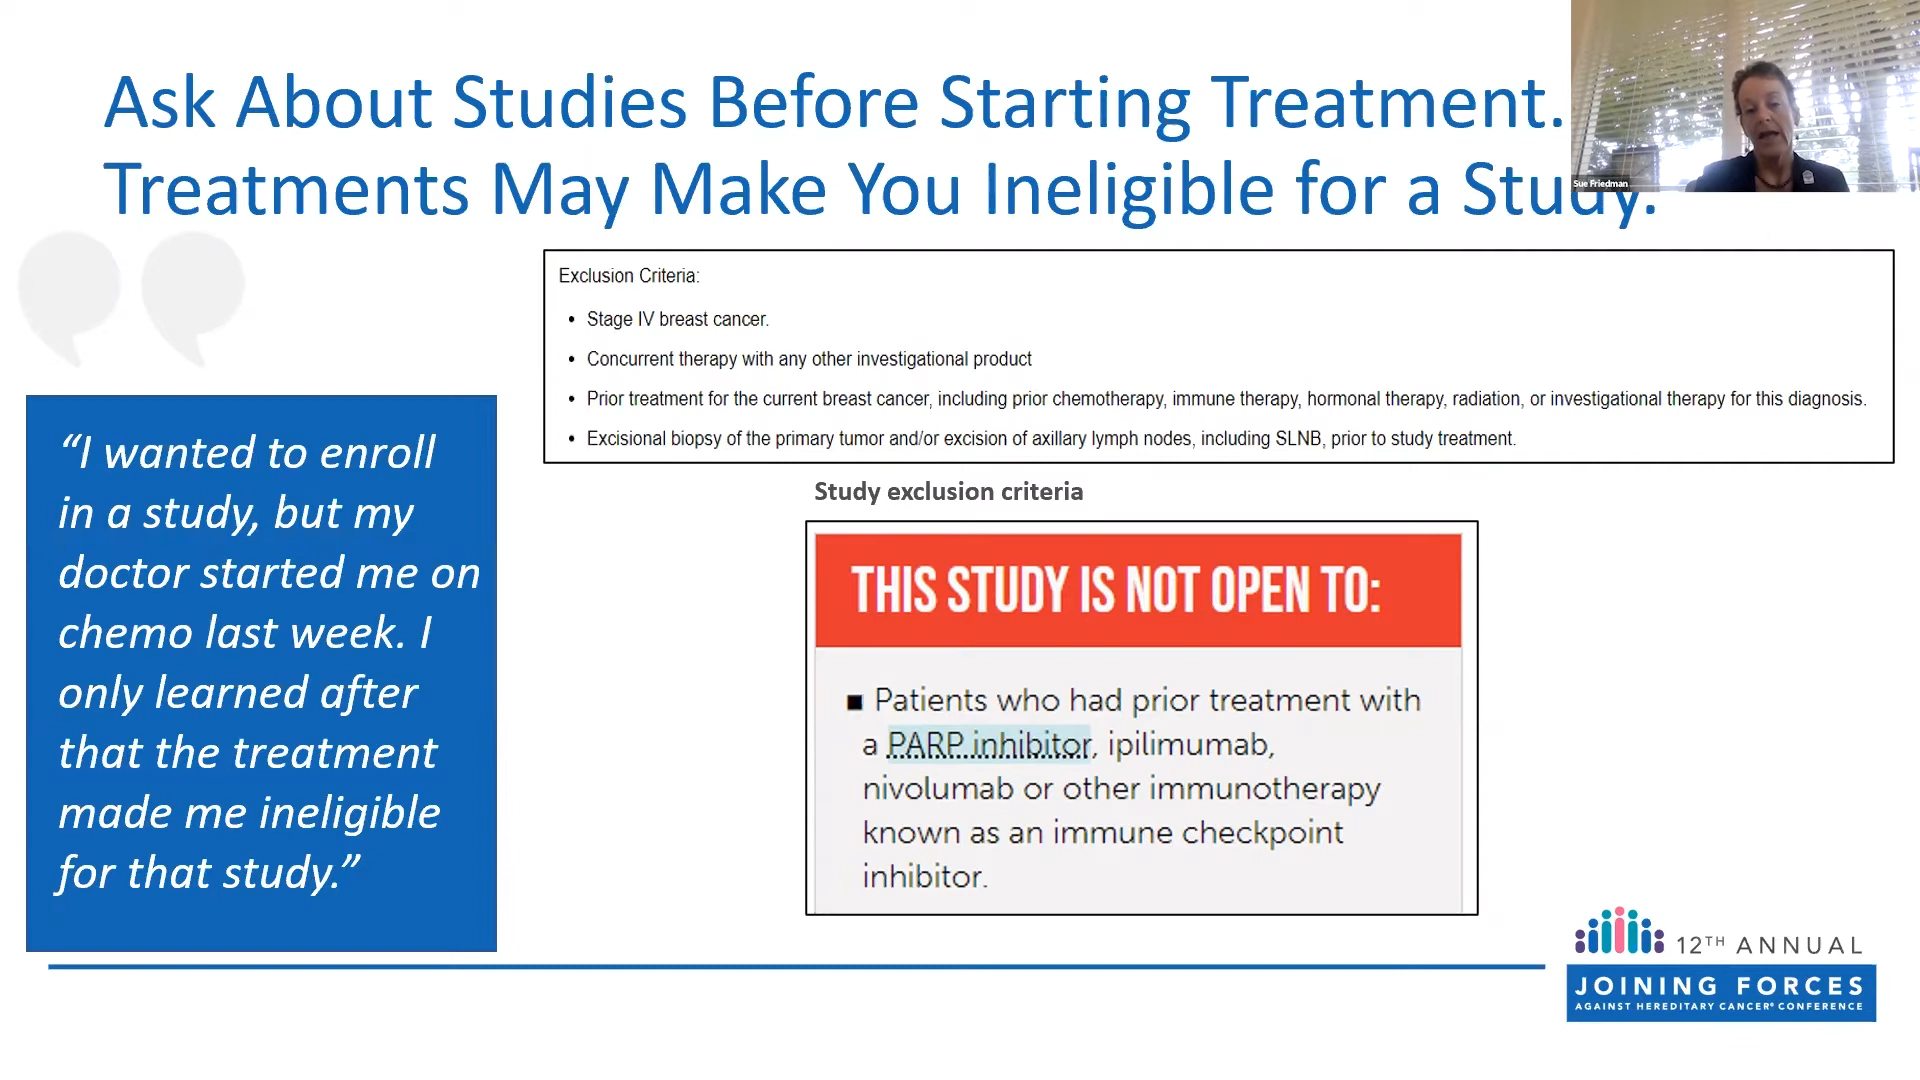 Ask About Studies Before Starting Treatment.
Treatments May Make You Ineligible for a Study.
Sue Friedman
Exclusion Criteria:
• Stage IV breast cancer.
• Concurrent therapy with any other investigational product
• Prior treatment for the current breast cancer, including prior chemotherapy, immune therapy, hormonal therapy, radiation, or investigational therapy for this diagnosis.
• Excisional biopsy of the primary tumor and/or excision of axillary lymph nodes, including SLNB, prior to study treatment.
Study exclusion criteria
“I wanted to enroll
in a study, but my
doctor started me on
chemo last week. I
only learned after
that the treatment
made me ineligible
for that study.”
THIS STUDY IS NOT OPEN TO:
■ Patients who had prior treatment with
a PARP inhibitor, ipilimumab,
nivolumab or other immunotherapy
known as an immune checkpoint
inhibitor.
12TH ANNUAL
JOINING FORCES
AGAINST HEREDITARY CANCER® CONFERENCE